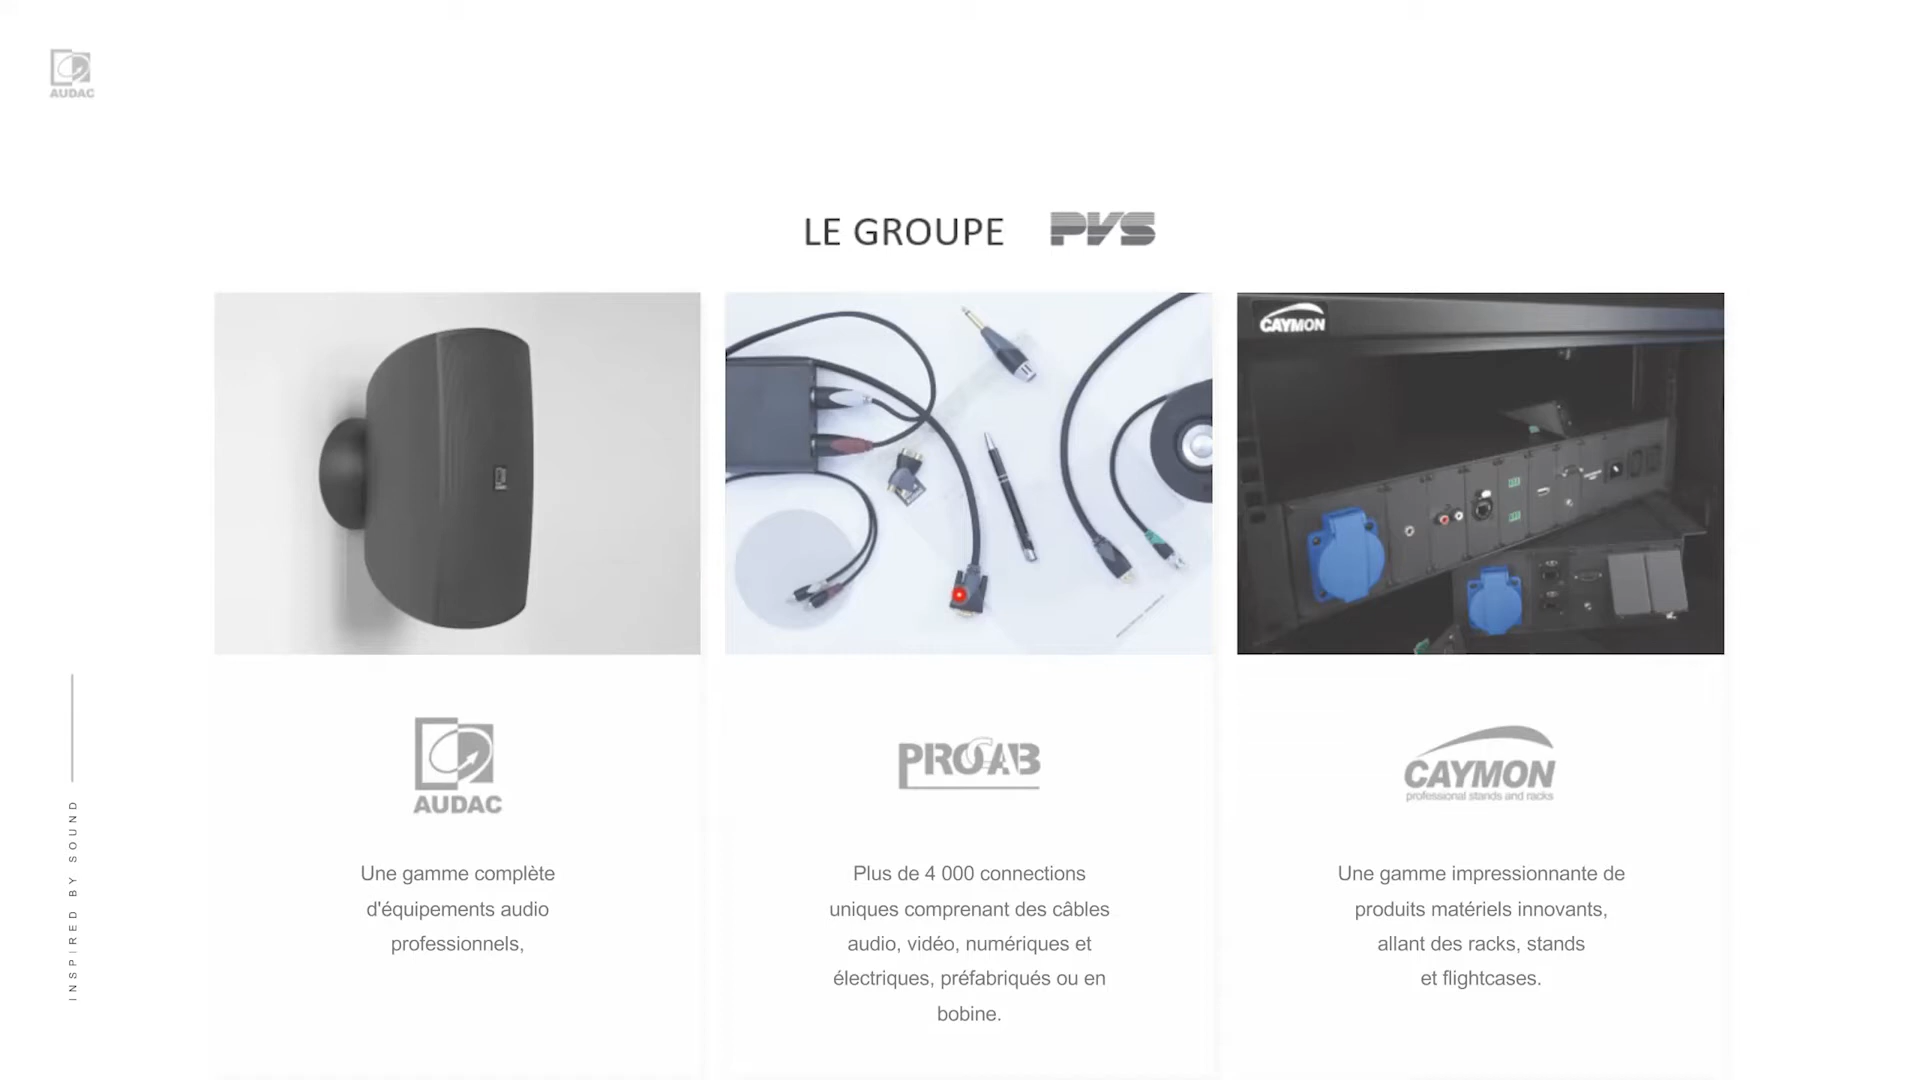 AUDAC
LE GROUPE PVS
CAYMON
AUDAC
PROCAB
CAYMON
professional stands and racks
Une gamme complète
d'équipements audio
professionnels,
Plus de 4 000 connections
uniques comprenant des câbles
audio, vidéo, numériques et
électriques, préfabriqués ou en
bobine.
Une gamme impressionnante de
produits matériels innovants,
allant des racks, stands
et flightcases.
INSPIRED BY SOUND